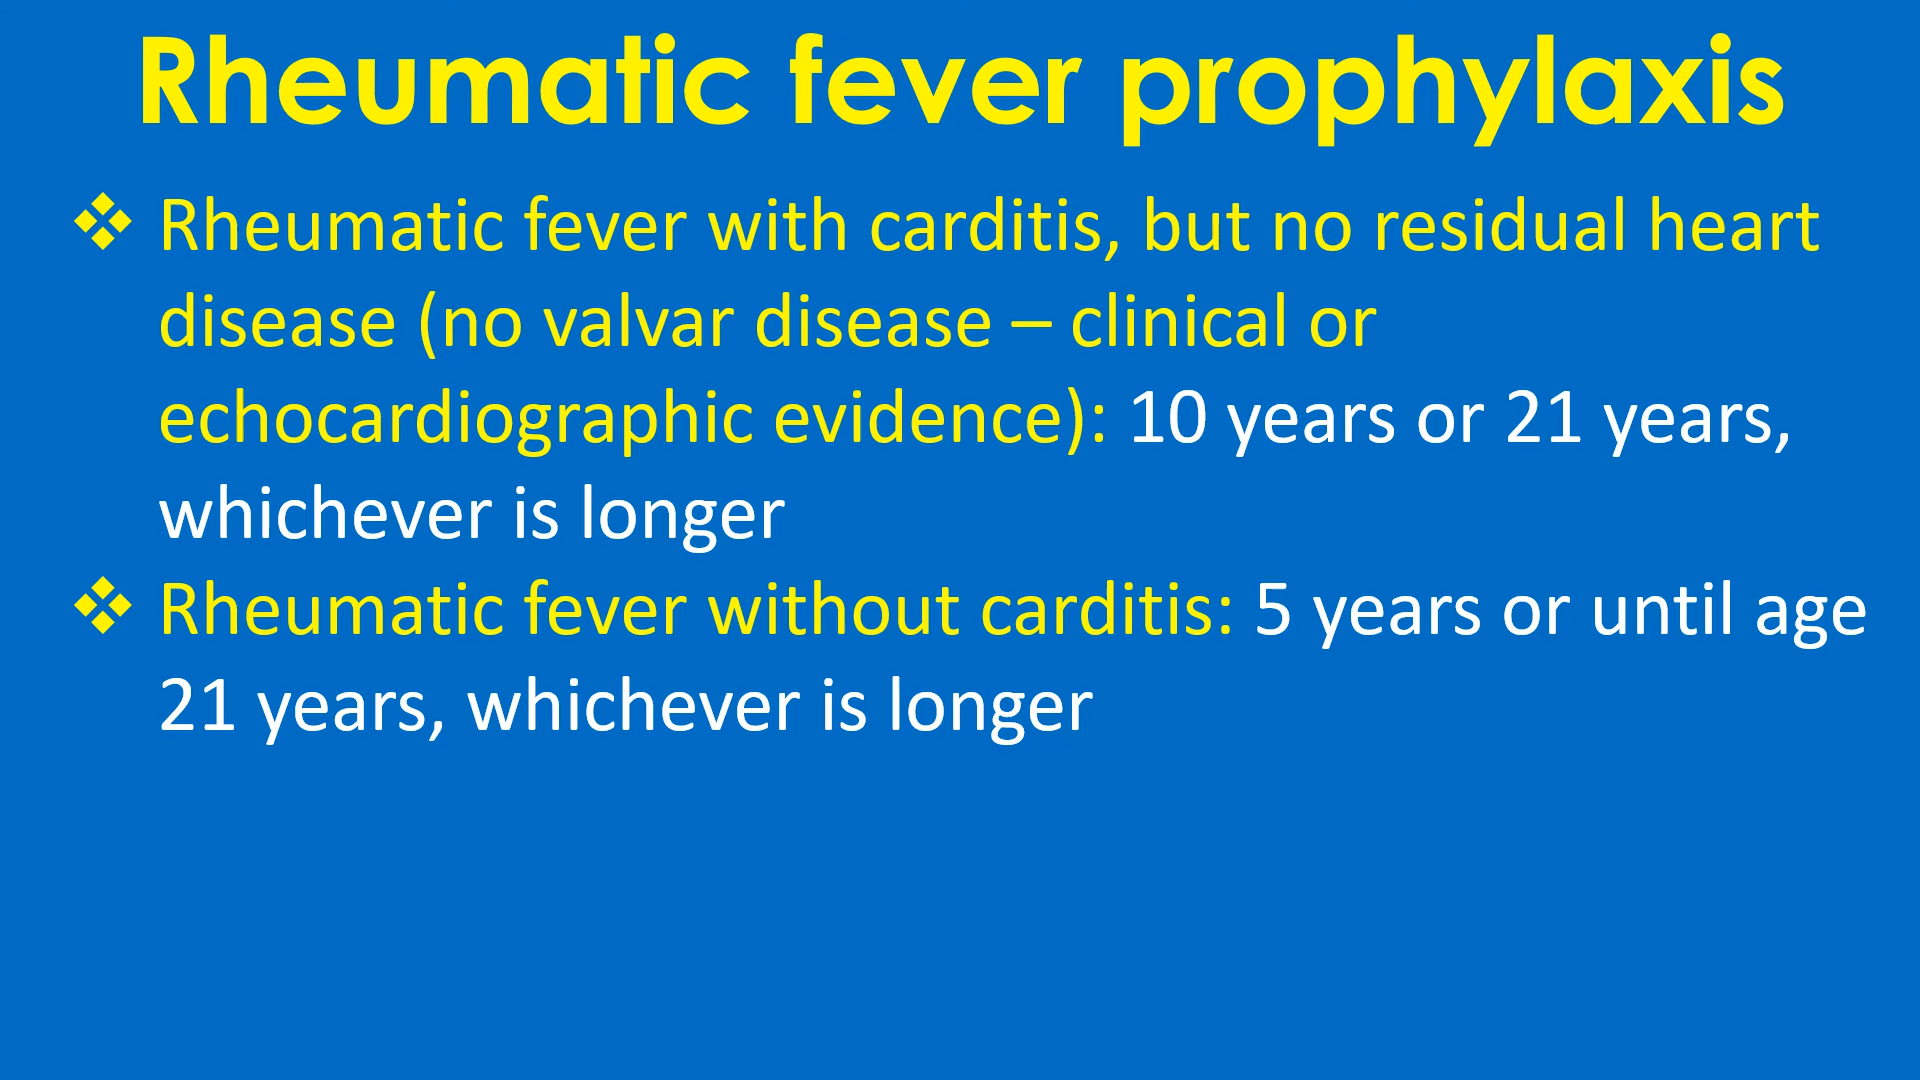 Rheumatic fever prophylaxis
❖ Rheumatic fever with carditis, but no residual heart
disease (no valvar disease – clinical or
echocardiographic evidence): 10 years or 21 years,
whichever is longer
❖ Rheumatic fever without carditis: 5 years or until age
21 years, whichever is longer